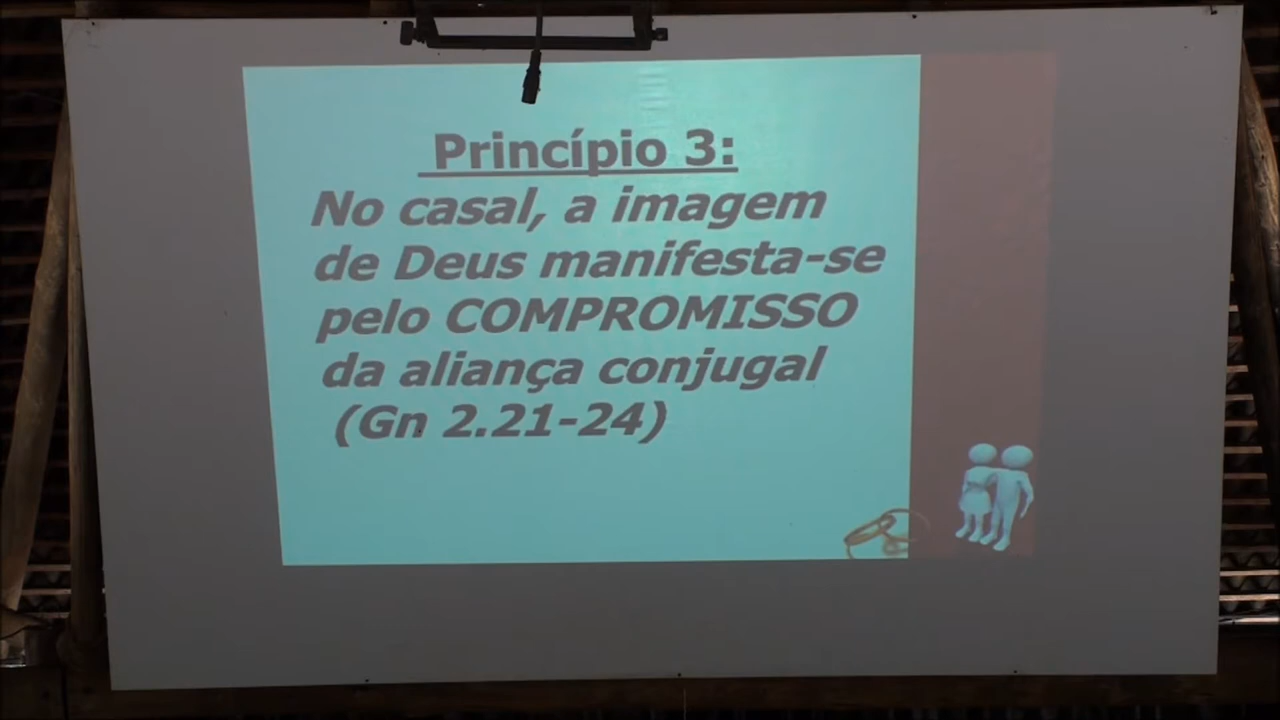 Princípio 3:
No casal, a imagem
de Deus manifesta-se
pelo COMPROMISSO
da aliança conjugal
(Gn 2.21-24)